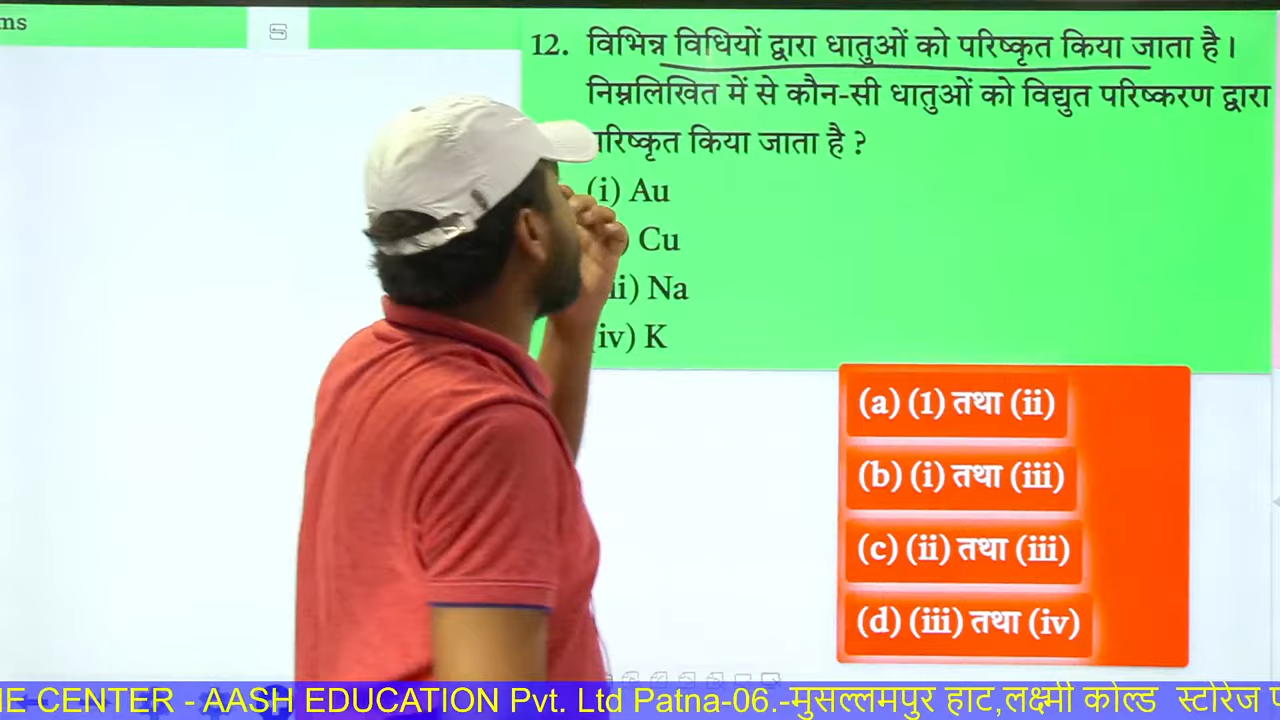 ms
12. विभिन्न विधियों द्वारा धातुओं को परिष्कृत किया जाता है।
निम्नलिखित में से कौन-सी धातुओं को विद्युत परिष्करण द्वारा
किया जाता है ?
(i) Au
Cu
Na
(iv) K
(a) (1) तथा (ii)
(b) (i) तथा (iii)
(c) (ii) तथा (iii)
(d) (iii) तथा (iv)
CENTER - AASH EDUCATION Pvt. Ltd Patna-06.-मुसल्लमपुर हाट,लक्ष्मी कोल्ड स्टोरेज